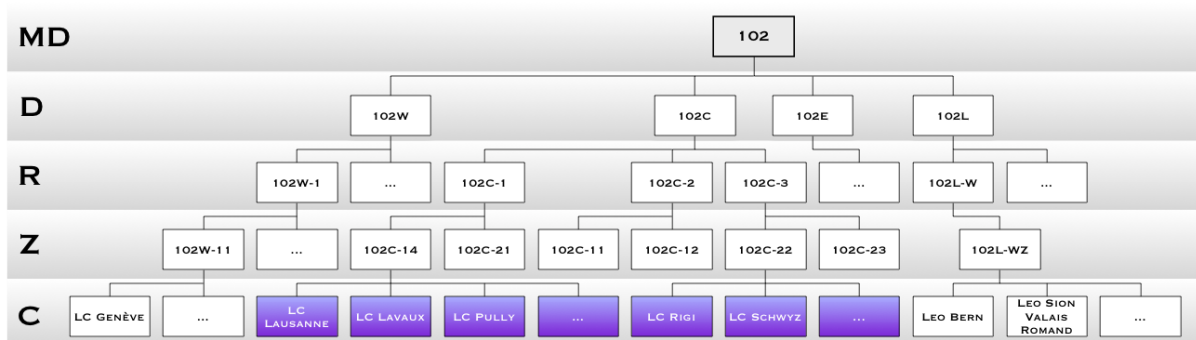 MD
102
D
102W
102C
102E
102L
R
102W-1
...
102C-1
102C-2
102C-3
...
102L-W
...
Z
102W-11
...
102C-14
102C-21
102C-11
102C-12
102C-22
102C-23
102L-WZ
C
LC Genève
...
LC
Lausanne
LC Lavaux
LC Pully
...
LC Rigi
LC Schwyz
...
Leo Bern
Leo Sion
Valais
Romand
...